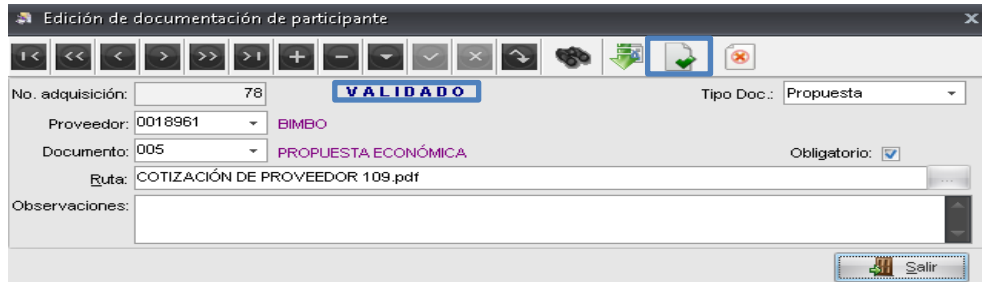 Edición de documentación de participante
No. adquisición: 78 VALIDADO Tipo Doc.: Propuesta
Proveedor: 0018961 BIMBO
Documento: 005 PROPUESTA ECONÓMICA Obligatorio:
Ruta: COTIZACIÓN DE PROVEEDOR 109.pdf ...
Observaciones:
Salir